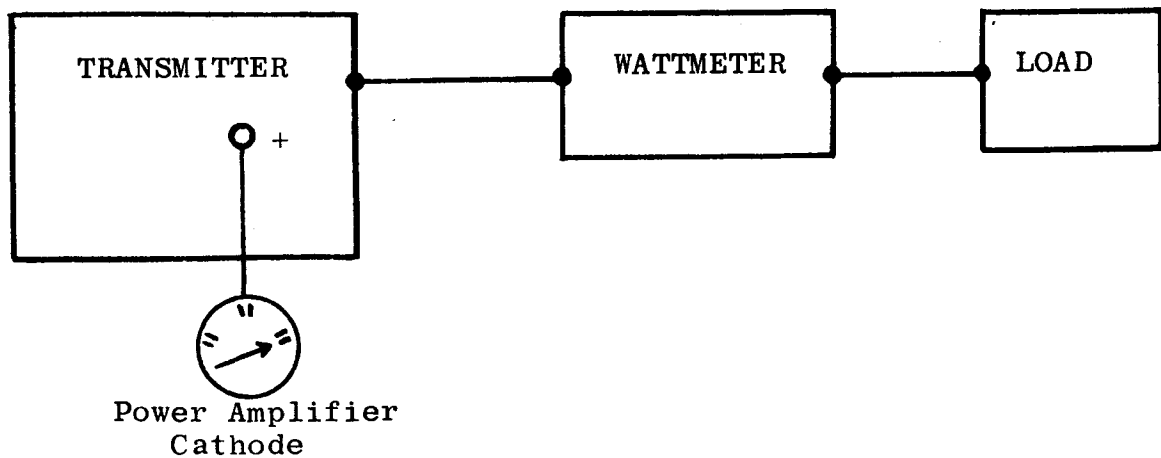 TRANSMITTER
WATTMETER
LOAD
+
Power Amplifier
Cathode